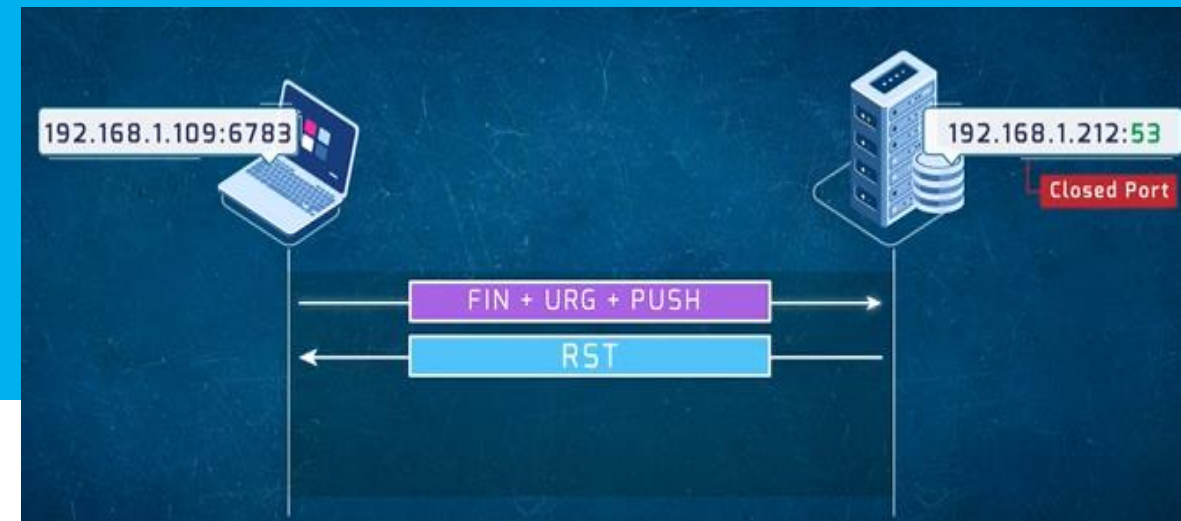 192.168.1.109:6783
192.168.1.212:53
Closed Port
FIN + URG + PUSH
RST